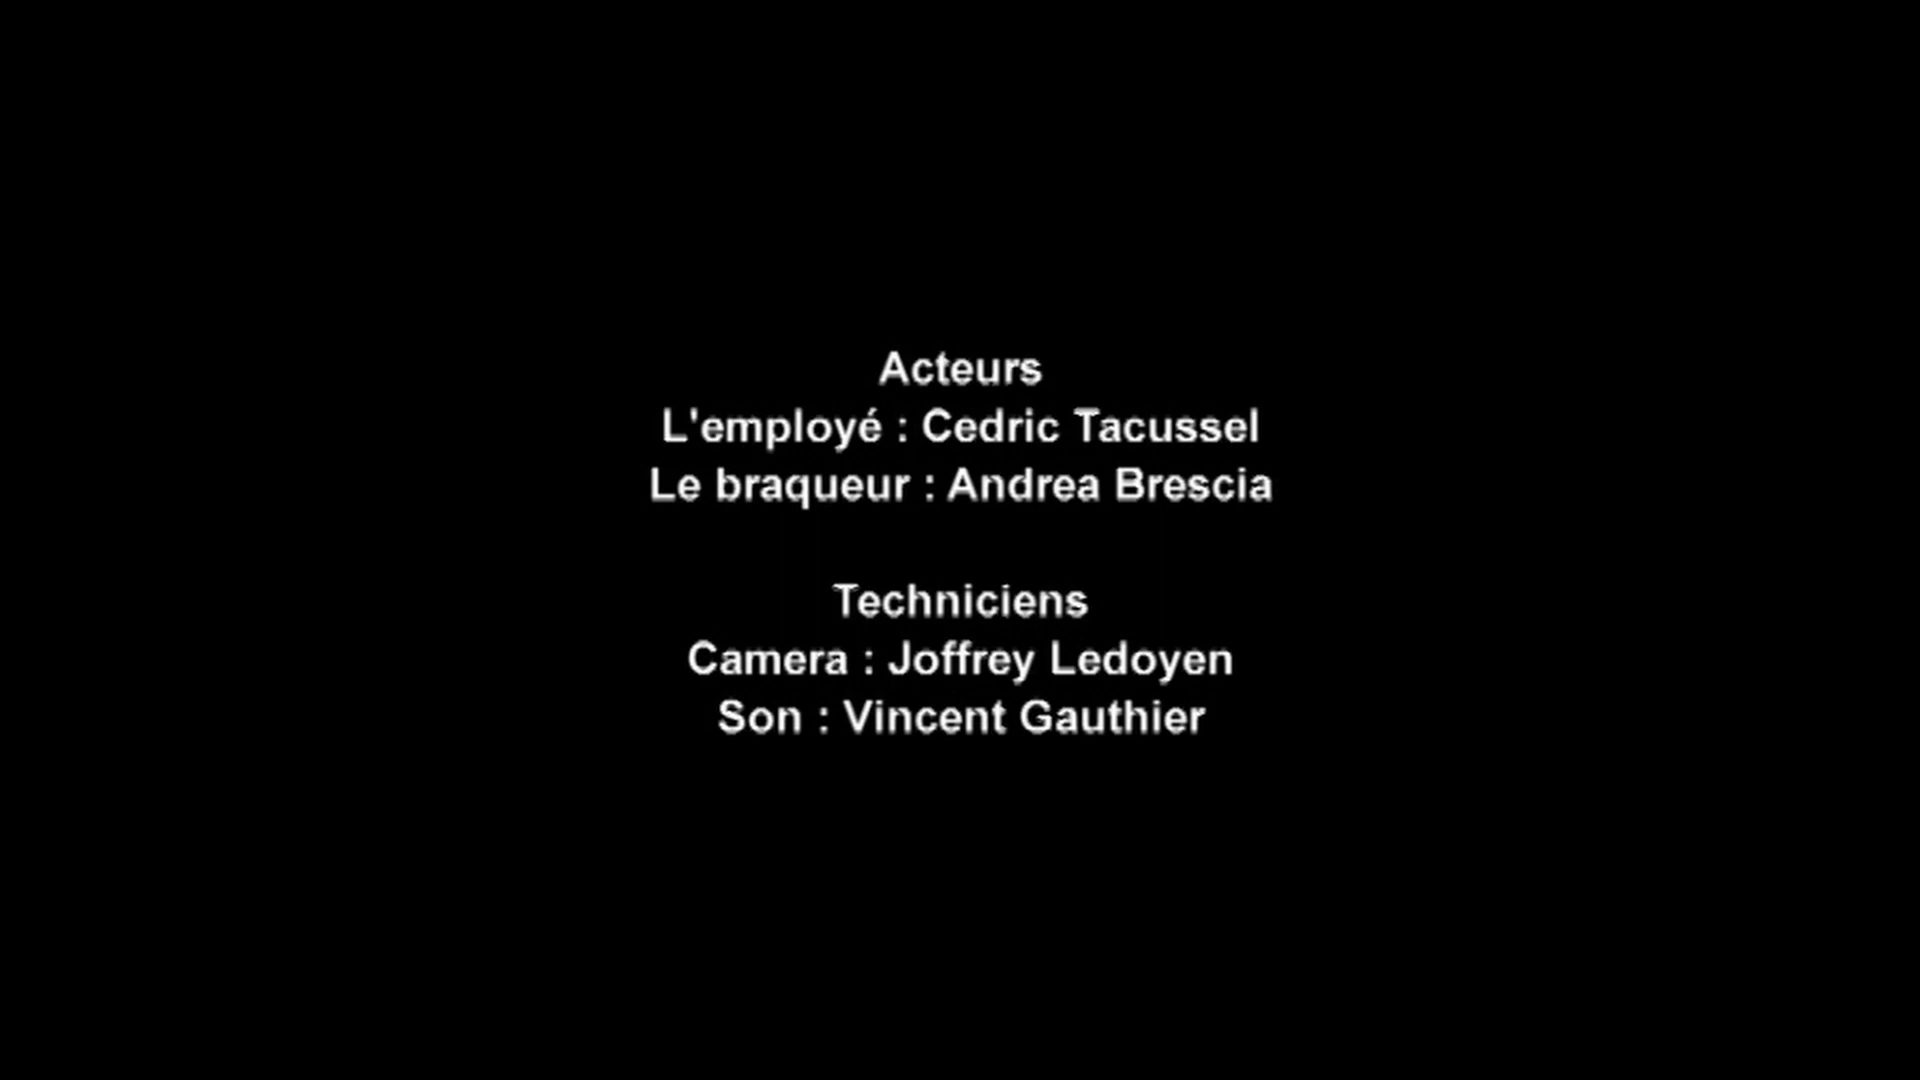 Acteurs
L'employé : Cedric Tacussel
Le braqueur : Andrea Brescia
Techniciens
Camera : Joffrey Ledoyen
Son : Vincent Gauthier